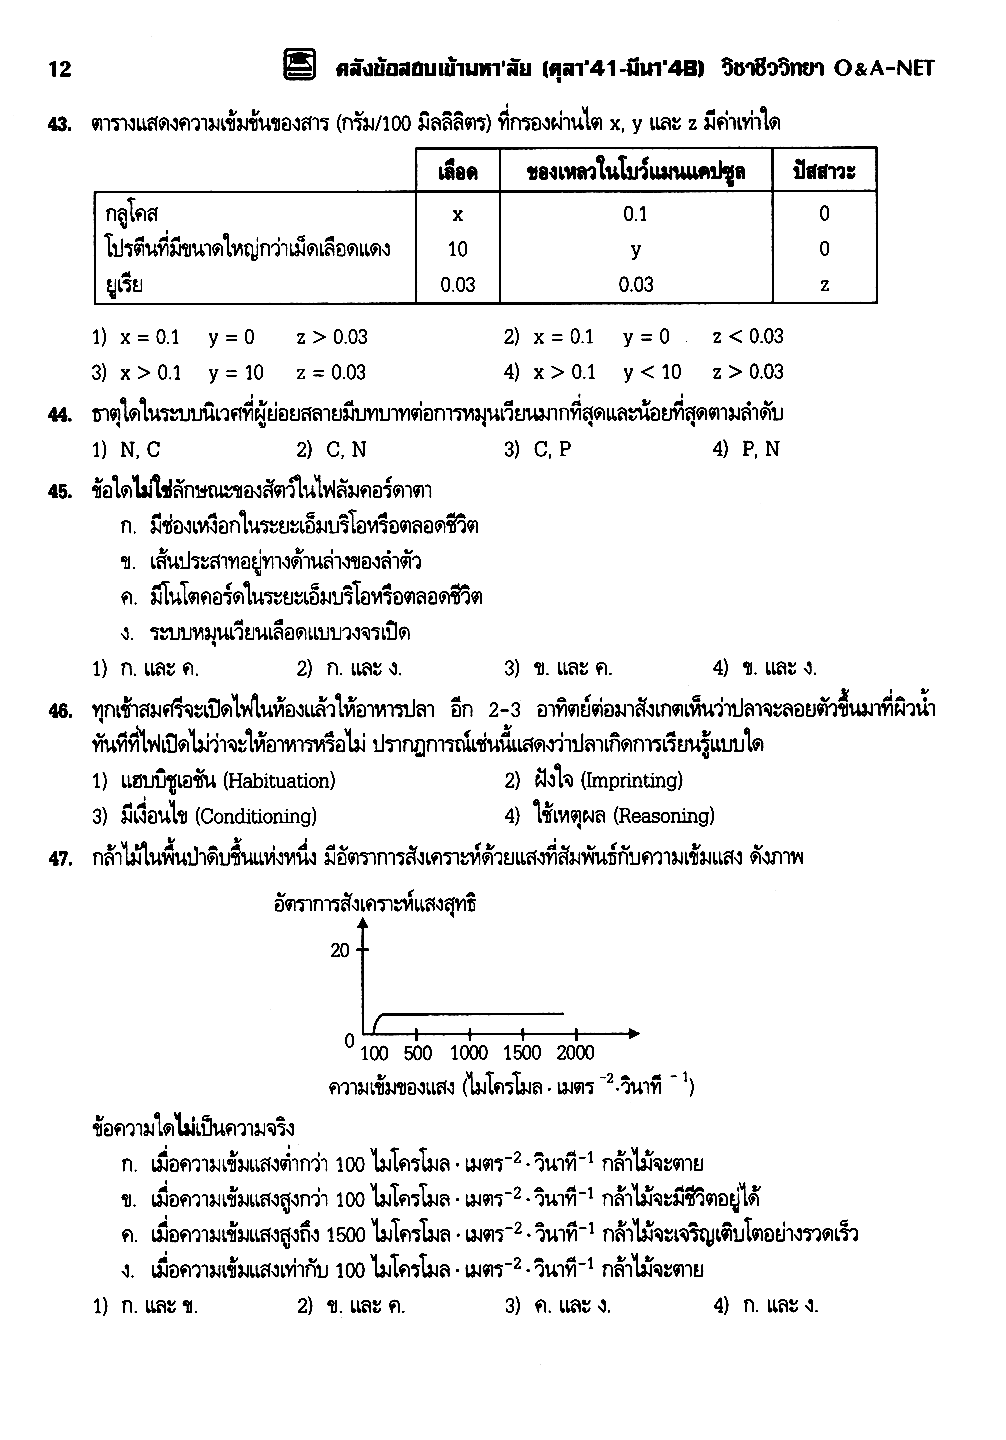 12 คลังข้อสอบเข้ามหา'ลัย (ตุลา'41-มีนา'48) วิชาชีววิทยา O&A-NET
43. ตารางแสดงความเข้มข้นของสาร (กรัม/100 มิลลิลิตร) ที่กรองผ่านไต x, y และ z มีค่าเท่าใด
เลือด ของเหลวในโบว์แมนแคปซูล ปัสสาวะ
กลูโคส x 0.1 0
โปรตีนที่มีขนาดใหญ่กว่าเม็ดเลือดแดง 10 y 0
ยูเรีย 0.03 0.03 z
1) x = 0.1 y = 0 z > 0.03 2) x = 0.1 y = 0 z < 0.03
3) x > 0.1 y = 10 z = 0.03 4) x > 0.1 y < 10 z > 0.03
44. ธาตุใดในระบบนิเวศที่ผู้ย่อยสลายมีบทบาทต่อการหมุนเวียนมากที่สุดและน้อยที่สุดตามลำดับ
1) N, C 2) C, N 3) C, P 4) P, N
45. ข้อใดไม่ใช่ลักษณะของสัตว์ในไฟลัมคอร์ดาตา
ก. มีช่องเหงือกในระยะเอ็มบริโอหรือตลอดชีวิต
ข. เส้นประสาทอยู่ทางด้านล่างของลำตัว
ค. มีโนโตคอร์ดในระยะเอ็มบริโอหรือตลอดชีวิต
ง. ระบบหมุนเวียนเลือดแบบวงจรเปิด
1) ก. และ ค. 2) ก. และ ง. 3) ข. และ ค. 4) ข. และ ง.
46. ทุกเช้าสมศรีจะเปิดไฟในห้องแล้วให้อาหารปลา อีก 2-3 อาทิตย์ต่อมาสังเกตเห็นว่าปลาจะลอยตัวขึ้นมาที่ผิวน้ำ
ทันทีที่ไฟเปิดไม่ว่าจะให้อาหารหรือไม่ ปรากฏการณ์เช่นนี้แสดงว่าปลาเกิดการเรียนรู้แบบใด
1) แฮบบิชูเอชัน (Habituation) 2) ฝังใจ (Imprinting)
3) มีเงื่อนไข (Conditioning) 4) ใช้เหตุผล (Reasoning)
47. กล้าไม้ในพื้นป่าดิบชื้นแห่งหนึ่ง มีอัตราการสังเคราะห์ด้วยแสงที่สัมพันธ์กับความเข้มแสง ดังภาพ
อัตราการสังเคราะห์แสงสุทธิ
20
0
100 500 1000 1500 2000
ความเข้มของแสง (ไมโครโมล · เมตร⁻²·วินาที⁻¹)
ข้อความใดไม่เป็นความจริง
ก. เมื่อความเข้มแสงต่ำกว่า 100 ไมโครโมล · เมตร⁻² · วินาที⁻¹ กล้าไม้จะตาย
ข. เมื่อความเข้มแสงสูงกว่า 100 ไมโครโมล · เมตร⁻² · วินาที⁻¹ กล้าไม้จะมีชีวิตอยู่ได้
ค. เมื่อความเข้มแสงสูงถึง 1500 ไมโครโมล · เมตร⁻² · วินาที⁻¹ กล้าไม้จะเจริญเติบโตอย่างรวดเร็ว
ง. เมื่อความเข้มแสงเท่ากับ 100 ไมโครโมล · เมตร⁻² · วินาที⁻¹ กล้าไม้จะตาย
1) ก. และ ข. 2) ข. และ ค. 3) ค. และ ง. 4) ก. และ ง.